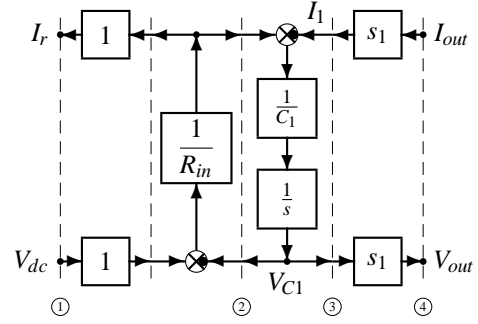 I_r 1 I_1 s_1 I_out
1/C_1
1/R_in
1/s
V_dc 1 V_C1 s_1 V_out
① ② ③ ④